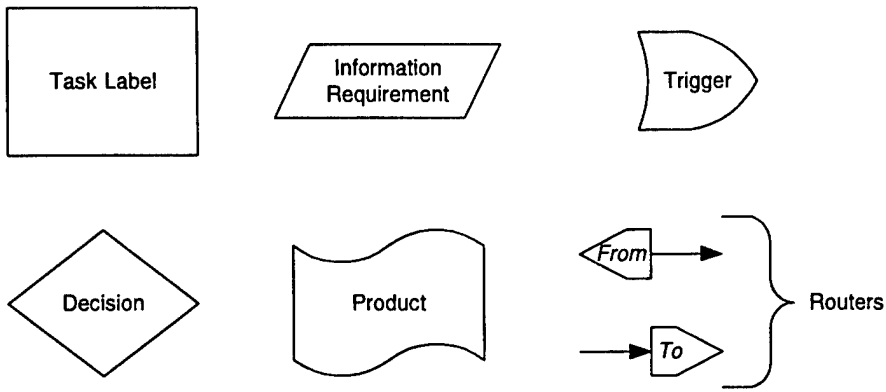 Task Label
Information
Requirement
Trigger
Decision
Product
From
To
Routers